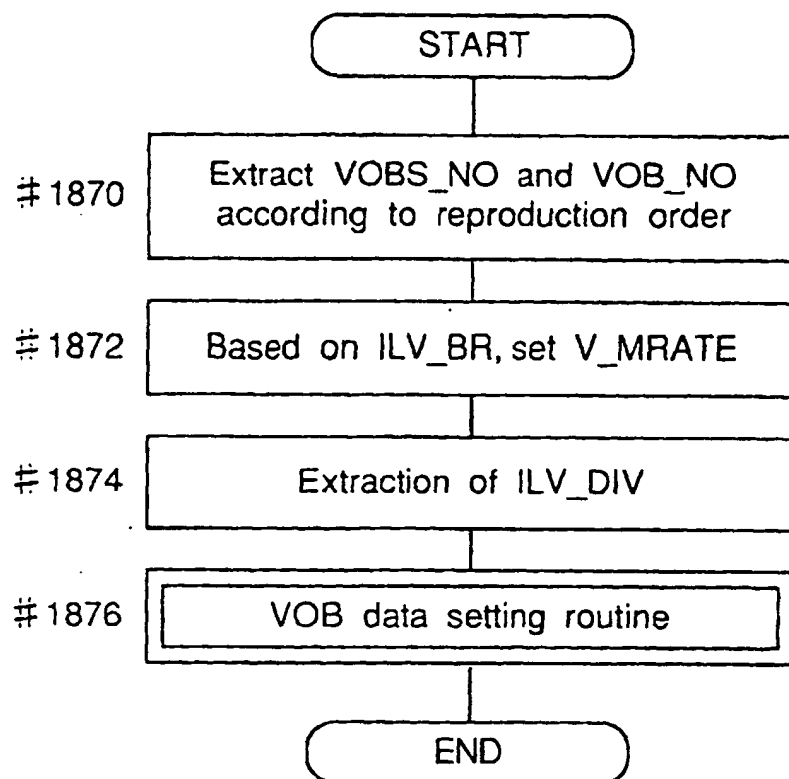 START
#1870
Extract VOBS_NO and VOB_NO
according to reproduction order
#1872
Based on ILV_BR, set V_MRATE
#1874
Extraction of ILV_DIV
#1876
VOB data setting routine
END